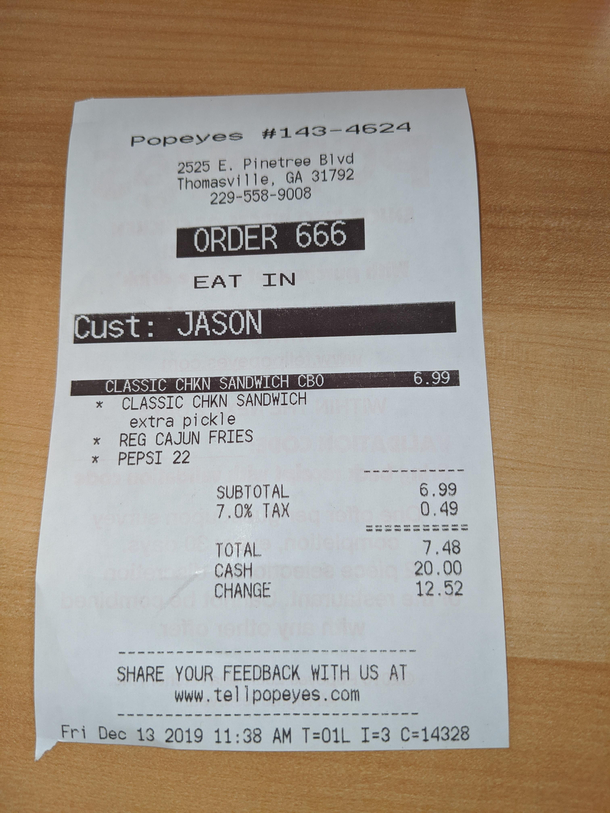 Popeyes #143-4624
2525 E. Pinetree Blvd
Thomasville, GA 31792
229-558-9008
ORDER 666
EAT IN
Cust: JASON
CLASSIC CHKN SANDWICH CBO 6.99
* CLASSIC CHKN SANDWICH
extra pickle
* REG CAJUN FRIES
* PEPSI 22
------------
SUBTOTAL 6.99
7.0% TAX 0.49
============
TOTAL 7.48
CASH 20.00
CHANGE 12.52
------------------------------------
SHARE YOUR FEEDBACK WITH US AT
www.tellpopeyes.com
------------------------------------
Fri Dec 13 2019 11:38 AM T=01L I=3 C=14328